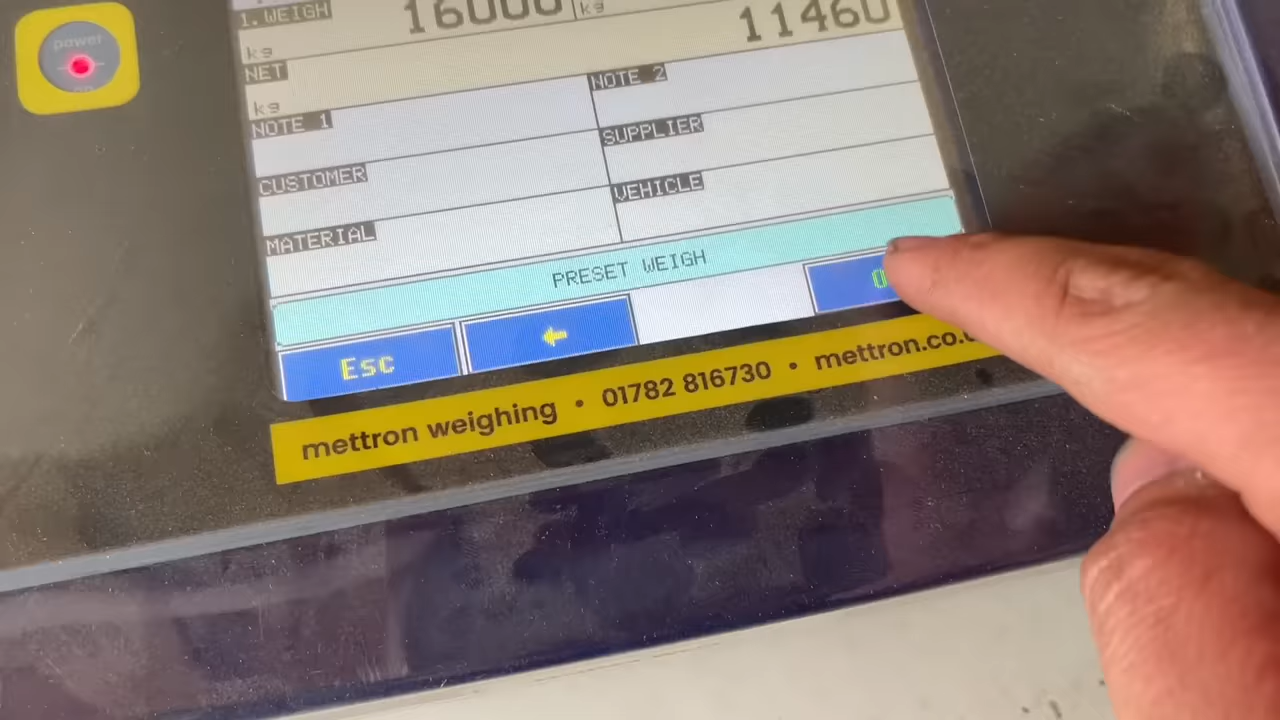 power
on
1.WEIGH 16000 kg
kg 11460
NET
kg
NOTE 1 NOTE 2
CUSTOMER SUPPLIER
MATERIAL VEHICLE
PRESET WEIGH
Esc ←
mettron weighing • 01782 816730 • mettron.co.u